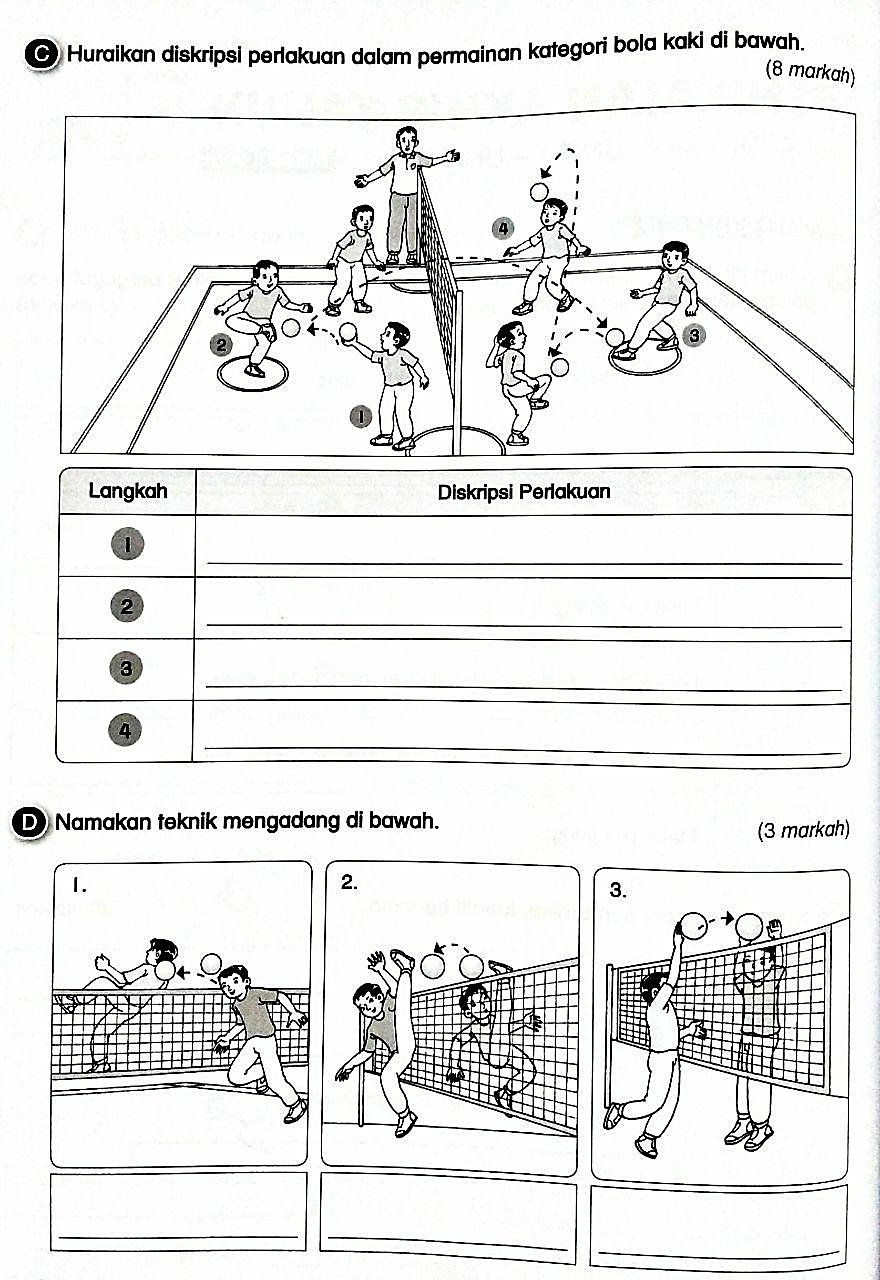 C Huraikan diskripsi perlakuan dalam permainan kategori bola kaki di bawah.
(8 markah)
4
2
3
1
Langkah Diskripsi Perlakuan
1
2
3
4
D Namakan teknik mengadang di bawah.
(3 markah)
1.
2.
3.